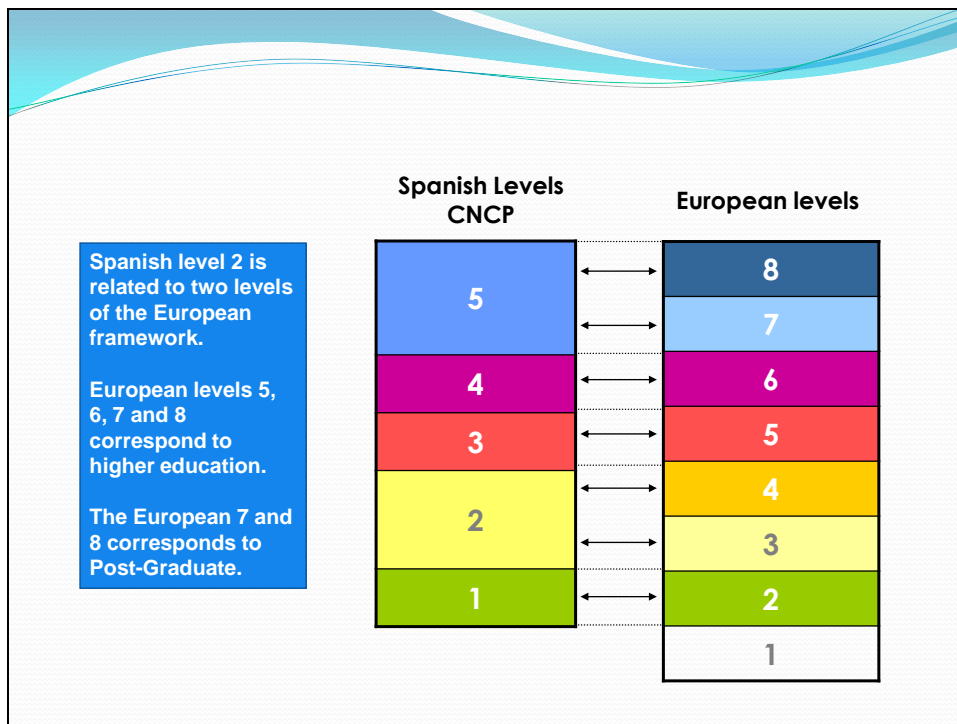 Spanish Levels
CNCP
European levels
Spanish level 2 is
related to two levels
of the European
framework.
European levels 5,
6, 7 and 8
correspond to
higher education.
The European 7 and
8 corresponds to
Post-Graduate.
5
4
3
2
1
8
7
6
5
4
3
2
1